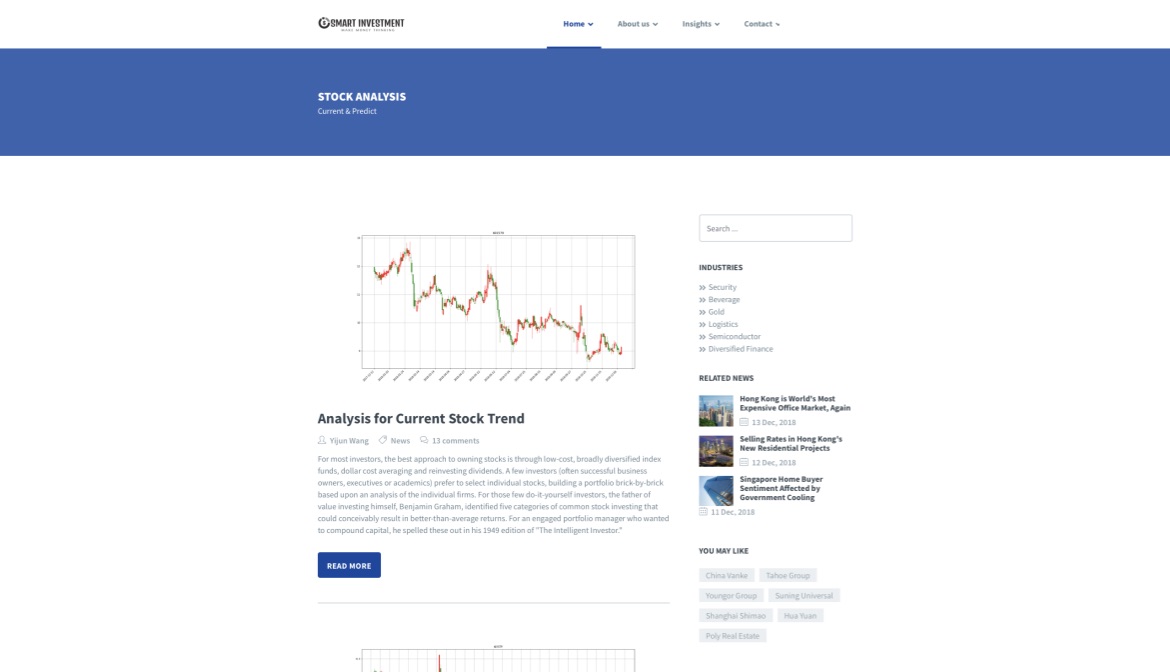 SMART INVESTMENT
MAKE MONEY THINKING
Home
About us
Insights
Contact
STOCK ANALYSIS
Current & Predict
Search ...
INDUSTRIES
Security
Beverage
Gold
Logistics
Semiconductor
Diversified Finance
RELATED NEWS
Hong Kong is World's Most
Expensive Office Market, Again
13 Dec, 2018
Selling Rates in Hong Kong's
New Residential Projects
12 Dec, 2018
Singapore Home Buyer
Sentiment Affected by
Government Cooling
11 Dec, 2018
YOU MAY LIKE
China Vanke
Tahoe Group
Youngor Group
Suning Universal
Shanghai Shimao
Hua Yuan
Poly Real Estate
Analysis for Current Stock Trend
Yijun Wang News 13 comments
For most investors, the best approach to owning stocks is through low-cost, broadly diversified index
funds, dollar cost averaging and reinvesting dividends. A few investors (often successful business
owners, executives or academics) prefer to select individual stocks, building a portfolio brick-by-brick
based upon an analysis of the individual firms. For those few do-it-yourself investors, the father of
value investing himself, Benjamin Graham, identified five categories of common stock investing that
could conceivably result in better-than-average returns. For an engaged portfolio manager who wanted
to compound capital, he spelled these out in his 1949 edition of "The Intelligent Investor."
READ MORE